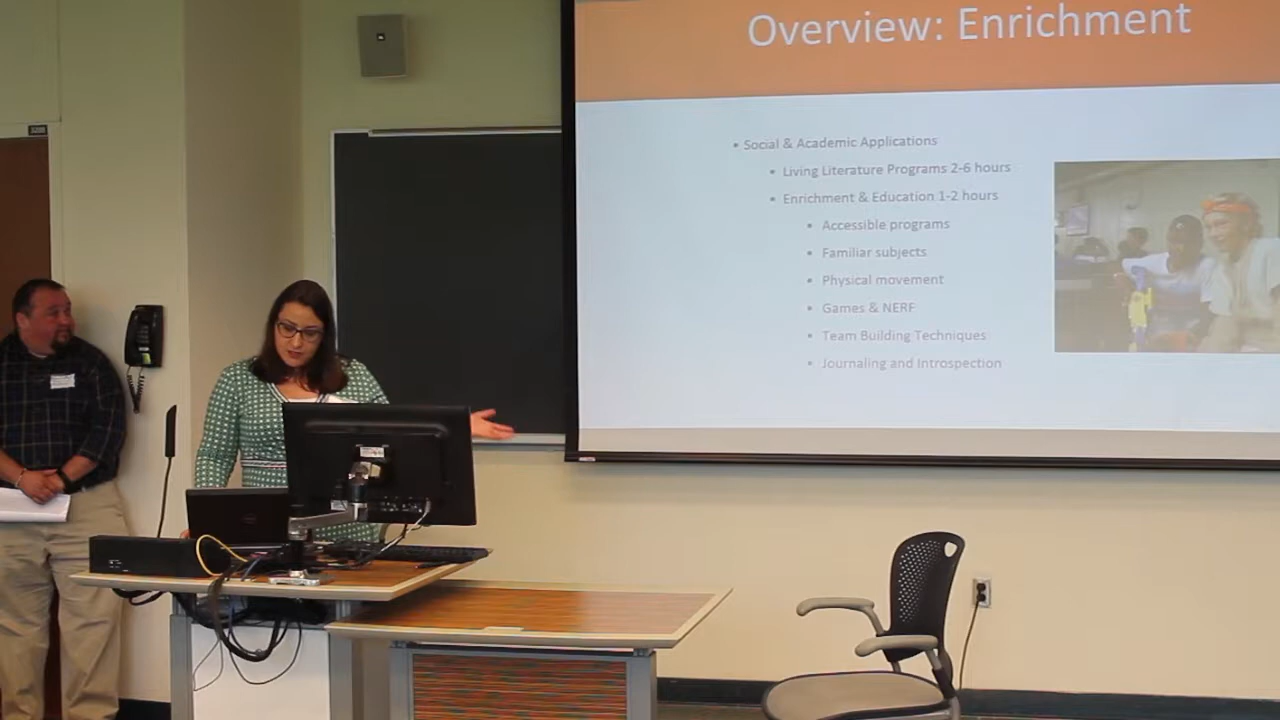 Overview: Enrichment
• Social & Academic Applications
• Living Literature Programs 2-6 hours
• Enrichment & Education 1-2 hours
• Accessible programs
• Familiar subjects
• Physical movement
• Games & NERF
• Team Building Techniques
• Journaling and Introspection